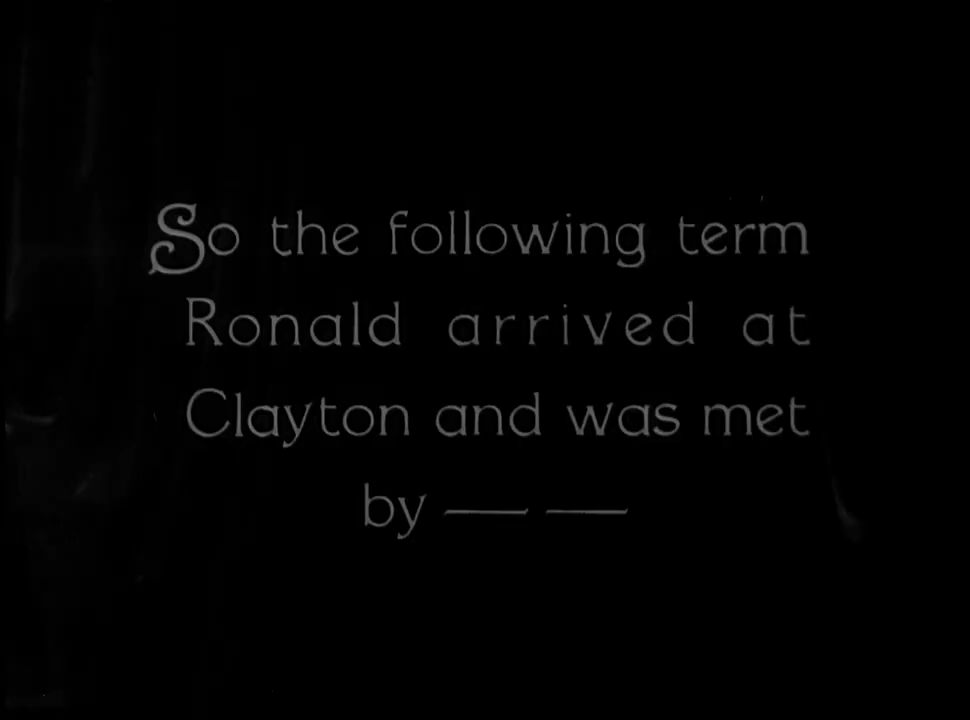 So the following term
Ronald arrived at
Clayton and was met
by — —